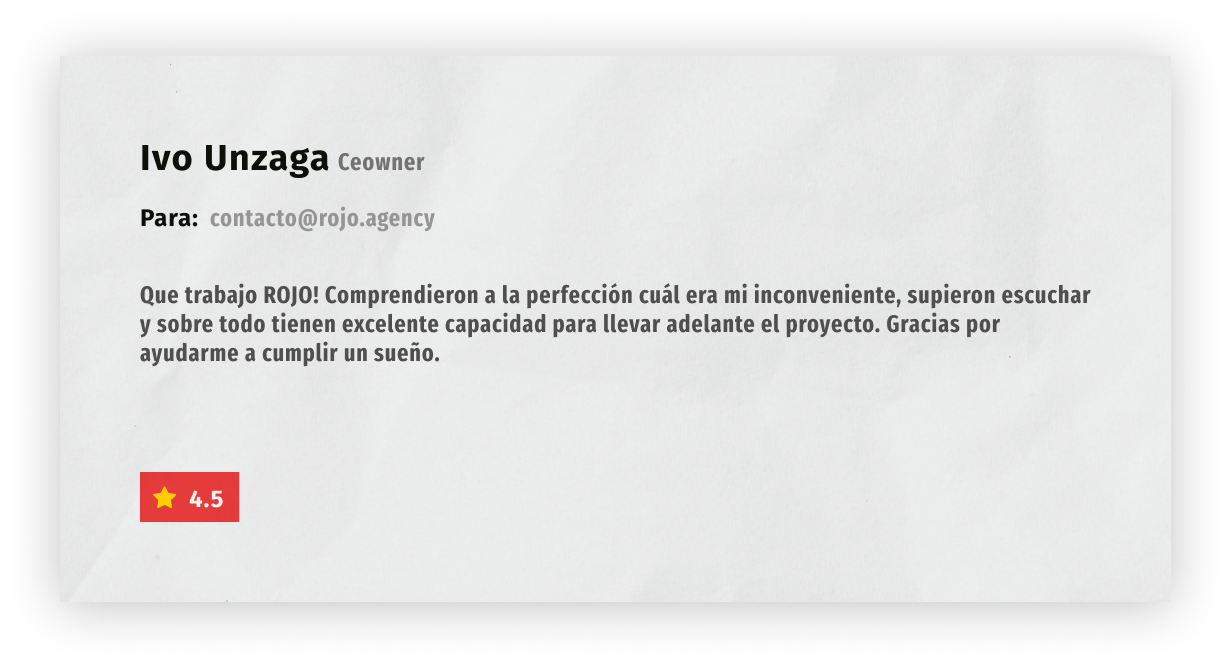 Ivo Unzaga Ceowner
Para: contacto@rojo.agency
Que trabajo ROJO! Comprendieron a la perfección cuál era mi inconveniente, supieron escuchar
y sobre todo tienen excelente capacidad para llevar adelante el proyecto. Gracias por
ayudarme a cumplir un sueño.
4.5